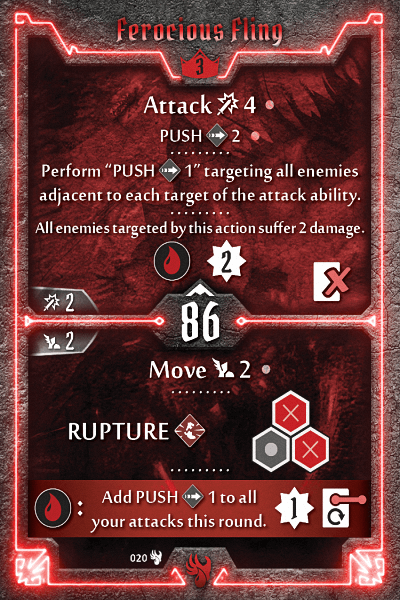 Ferocious Fling
3
Attack 4
PUSH 2
Perform “PUSH 1” targeting all enemies
adjacent to each target of the attack ability.
All enemies targeted by this action suffer 2 damage.
2
2
86
2
Move 2
RUPTURE
: Add PUSH 1 to all
your attacks this round.
1
020